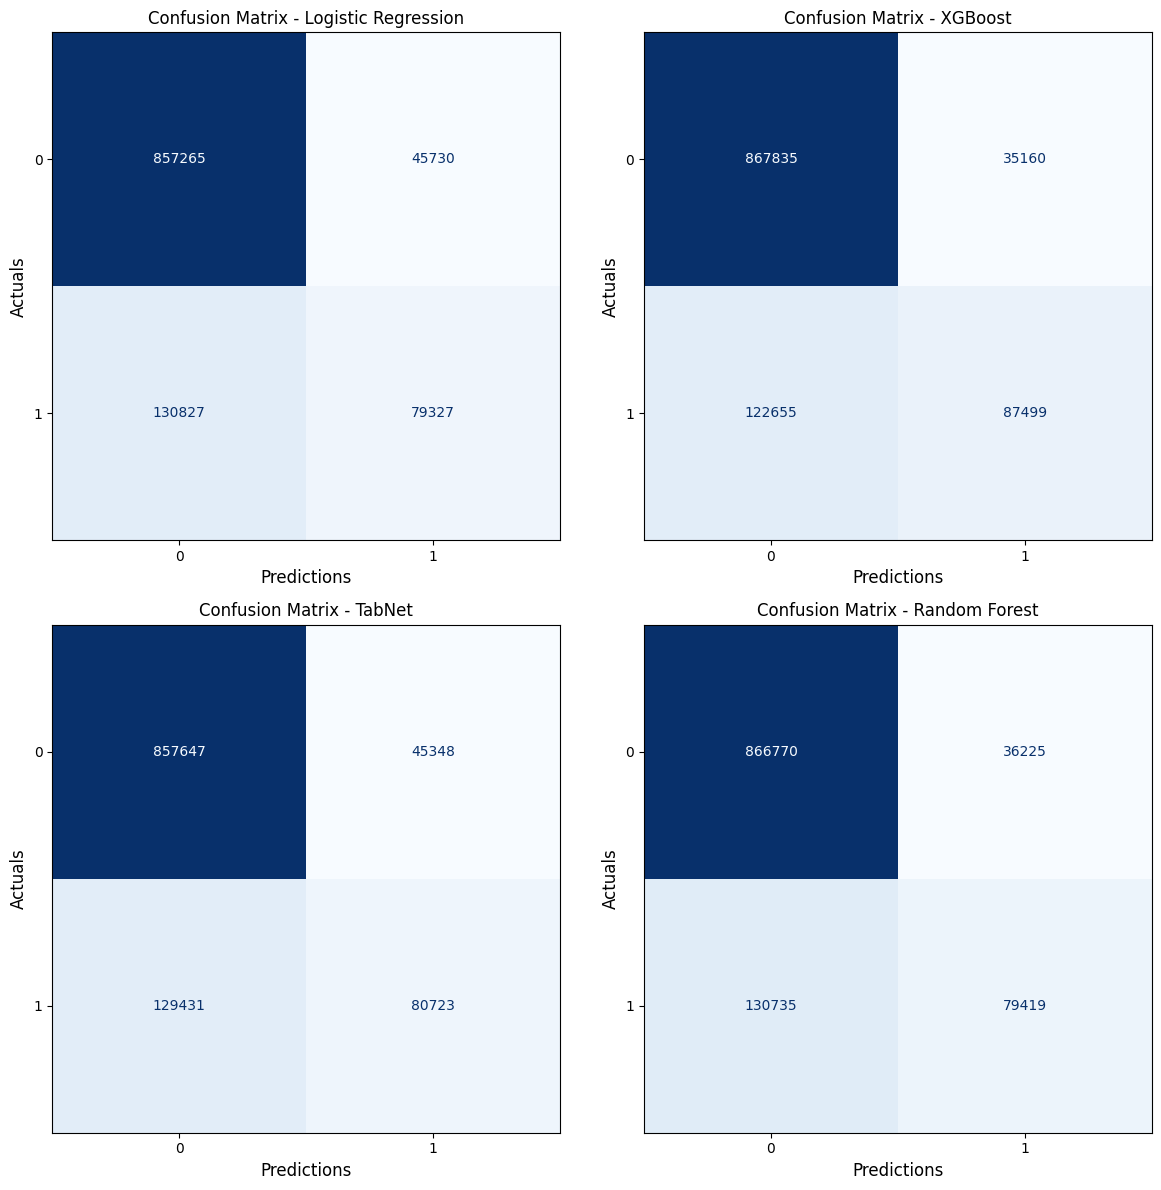 Confusion Matrix - Logistic Regression
Actuals
0
857265
45730
1
130827
79327
0
1
Predictions
Confusion Matrix - XGBoost
Actuals
0
867835
35160
1
122655
87499
0
1
Predictions
Confusion Matrix - TabNet
Actuals
0
857647
45348
1
129431
80723
0
1
Predictions
Confusion Matrix - Random Forest
Actuals
0
866770
36225
1
130735
79419
0
1
Predictions